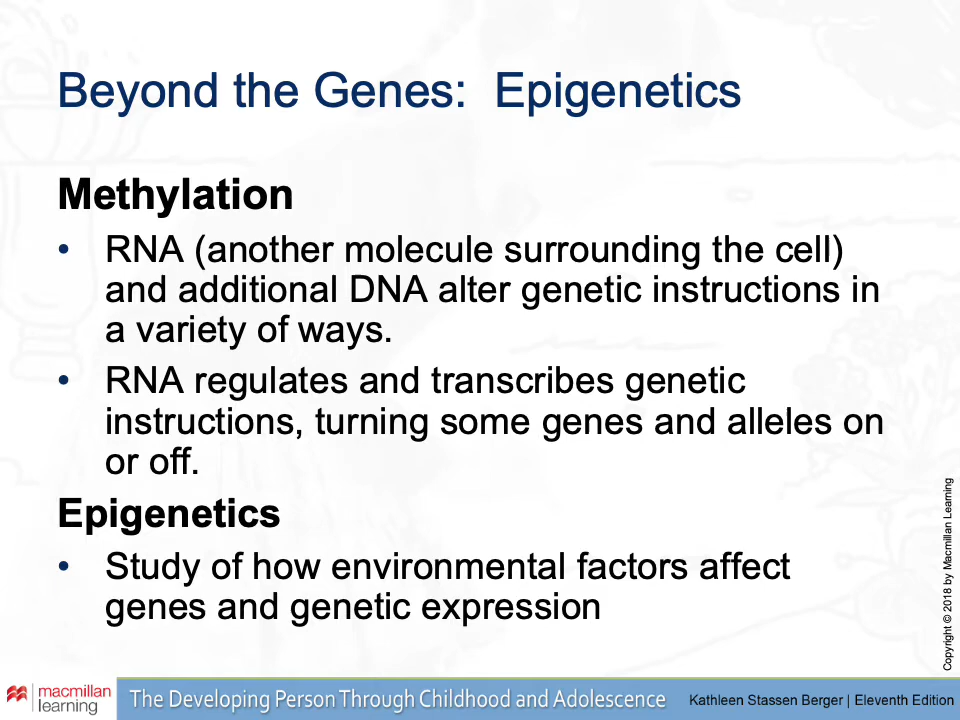 Beyond the Genes: Epigenetics
Methylation
• RNA (another molecule surrounding the cell)
and additional DNA alter genetic instructions in
a variety of ways.
• RNA regulates and transcribes genetic
instructions, turning some genes and alleles on
or off.
Epigenetics
• Study of how environmental factors affect
genes and genetic expression
Copyright © 2018 by Macmillan Learning
macmillan
learning
The Developing Person Through Childhood and Adolescence
Kathleen Stassen Berger | Eleventh Edition